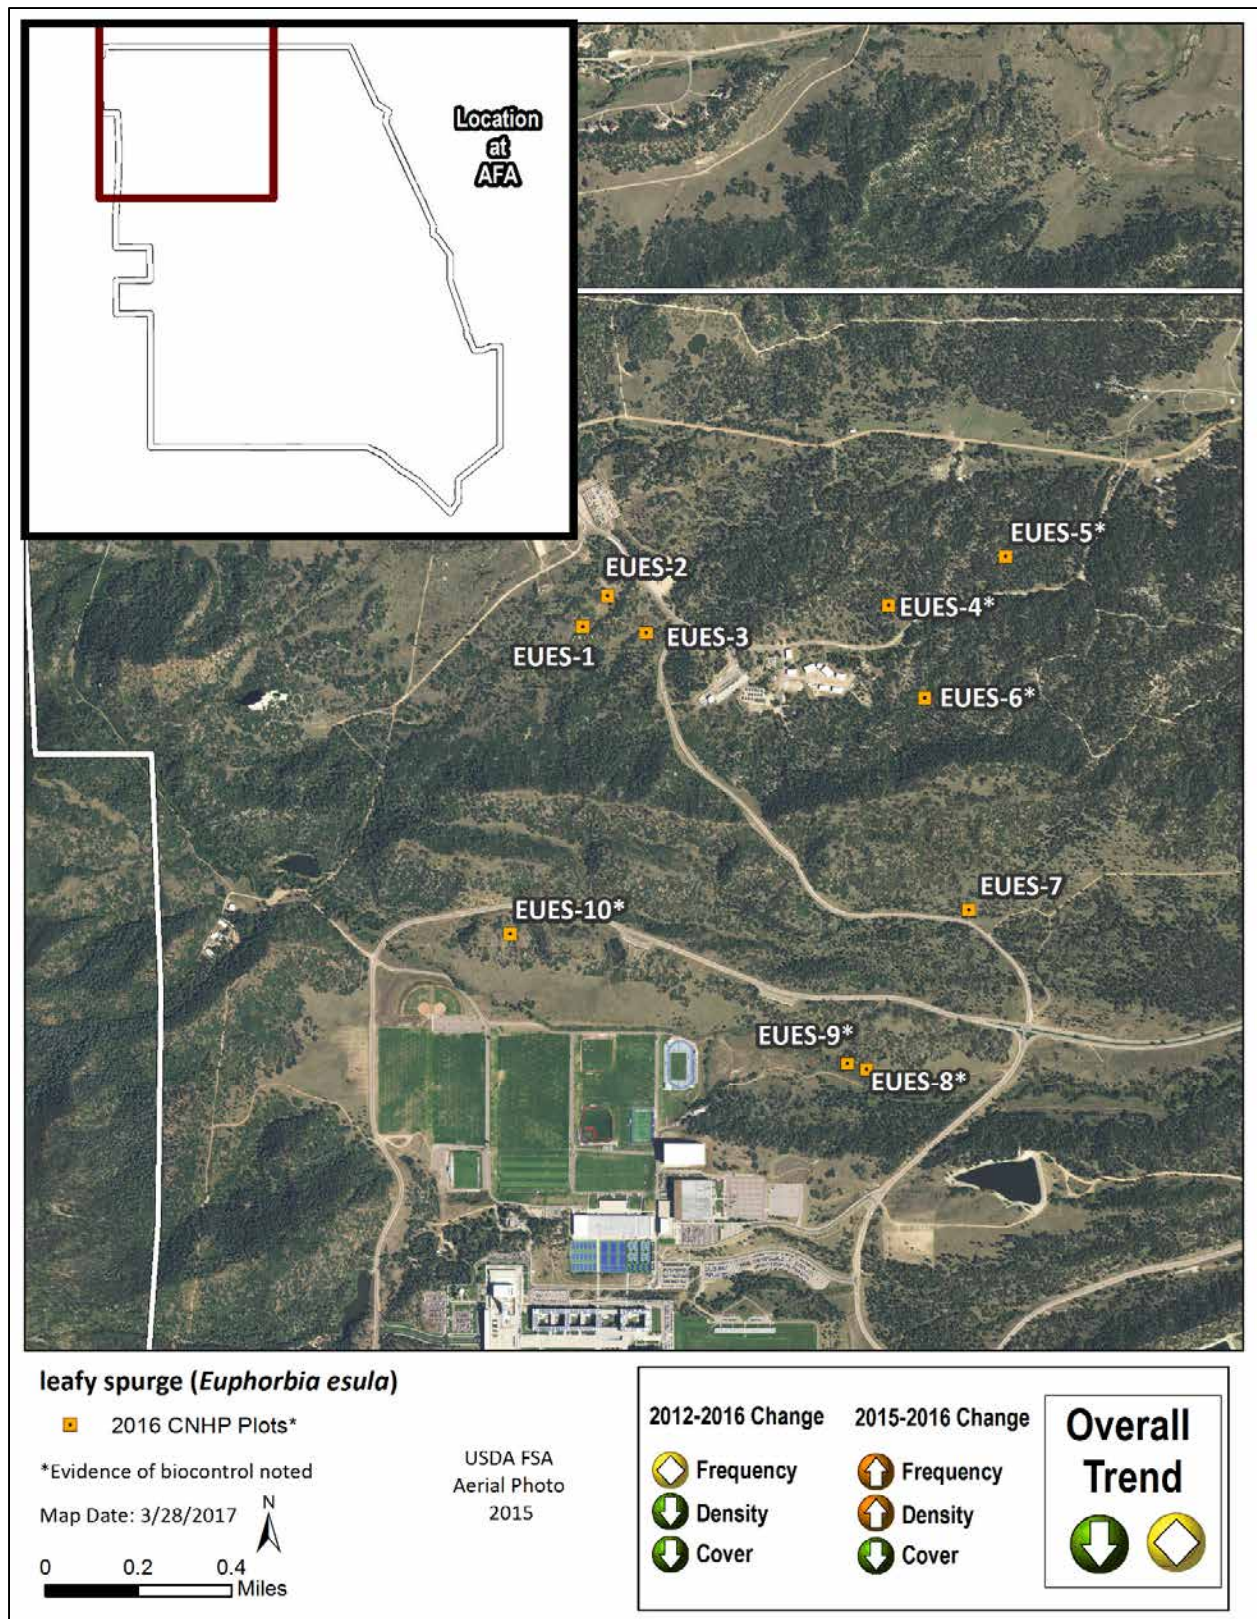 Location
at
AFA
EUES-5*
EUES-2
EUES-4*
EUES-3
EUES-1
EUES-6*
EUES-7
EUES-10*
EUES-9*
EUES-8*
leafy spurge (Euphorbia esula)
2016 CNHP Plots*
*Evidence of biocontrol noted
Map Date: 3/28/2017
N
0 0.2 0.4
Miles
USDA FSA
Aerial Photo
2015
2012-2016 Change
Frequency
Density
Cover
2015-2016 Change
Frequency
Density
Cover
Overall
Trend